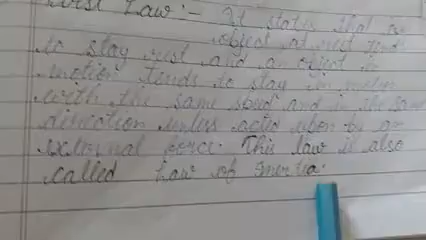 First Law:- It states that an
object at rest tends
to stay rest and an object in
motion tends to stay in motion
with the same speed and in the same
direction unless acted upon by an
external force. This law is also
called Law of Inertia.